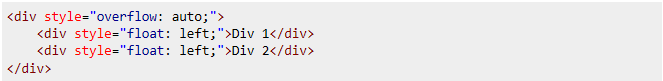 <div style="overflow: auto;">
    <div style="float: left;">Div 1</div>
    <div style="float: left;">Div 2</div>
</div>